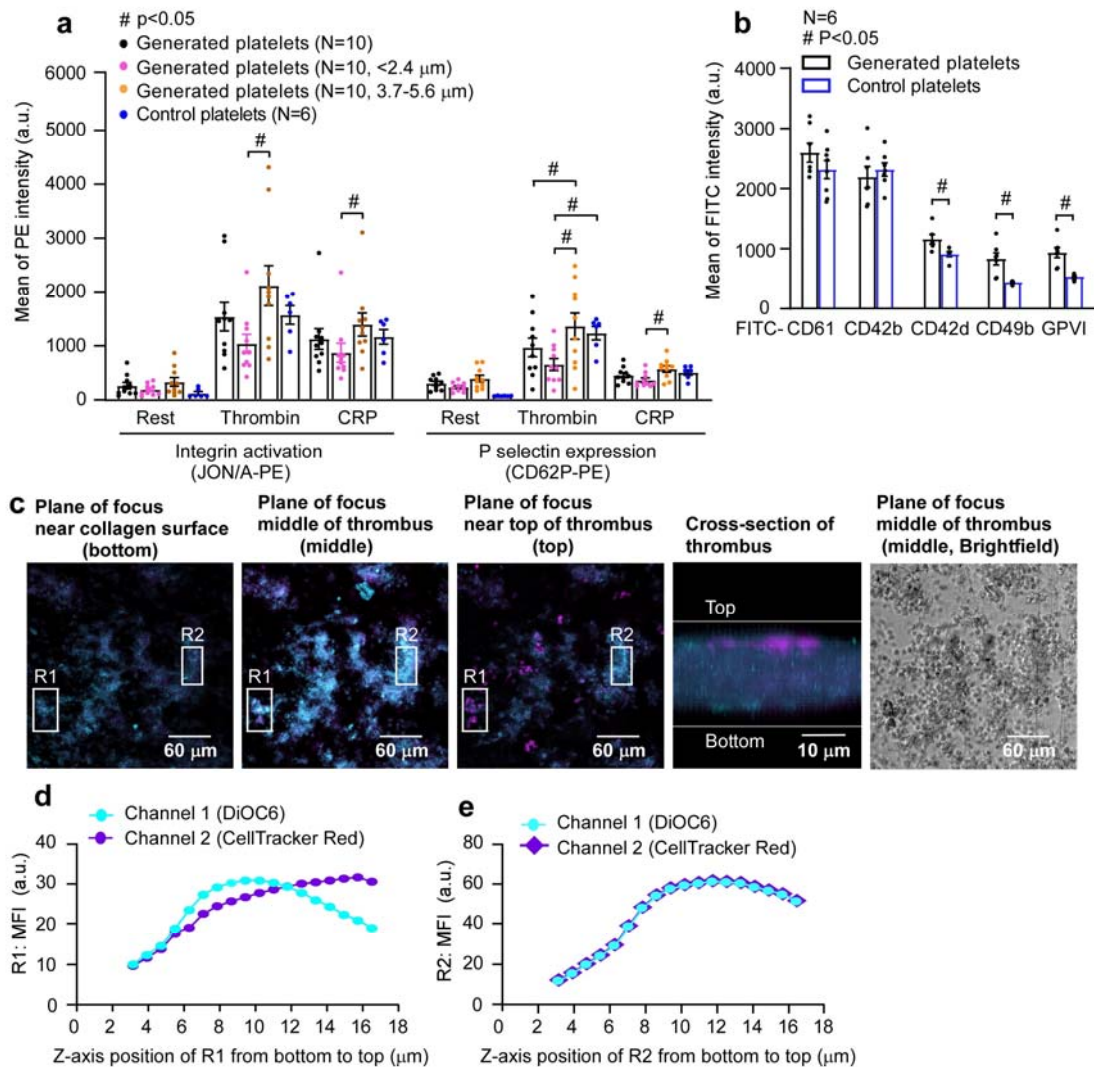 a
# p<0.05
Generated platelets (N=10)
Generated platelets (N=10, <2.4 μm)
Generated platelets (N=10, 3.7-5.6 μm)
Control platelets (N=6)
Mean of PE intensity (a.u.)
6000
5000
4000
3000
2000
1000
0
#
#
#
#
#
#
Rest
Thrombin
CRP
Rest
Thrombin
CRP
Integrin activation
(JON/A-PE)
P selectin expression
(CD62P-PE)
b
N=6
# P<0.05
Generated platelets
Control platelets
Mean of FITC intensity (a.u.)
4000
3000
2000
1000
0
#
#
#
FITC-CD61
CD42b
CD42d
CD49b
GPVI
c
Plane of focus
near collagen surface
(bottom)
Plane of focus
middle of thrombus
(middle)
Plane of focus
near top of thrombus
(top)
Cross-section of
thrombus
Plane of focus
middle of thrombus
(middle, Brightfield)
R1
R2
60 μm
R1
R2
60 μm
R1
R2
60 μm
Top
Bottom
10 μm
60 μm
d
Channel 1 (DiOC6)
Channel 2 (CellTracker Red)
R1: MFI (a.u.)
40
30
20
10
0
0 2 4 6 8 10 12 14 16 18
Z-axis position of R1 from bottom to top (μm)
e
Channel 1 (DiOC6)
Channel 2 (CellTracker Red)
R2: MFI (a.u.)
80
60
40
20
0
0 2 4 6 8 10 12 14 16 18
Z-axis position of R2 from bottom to top (μm)